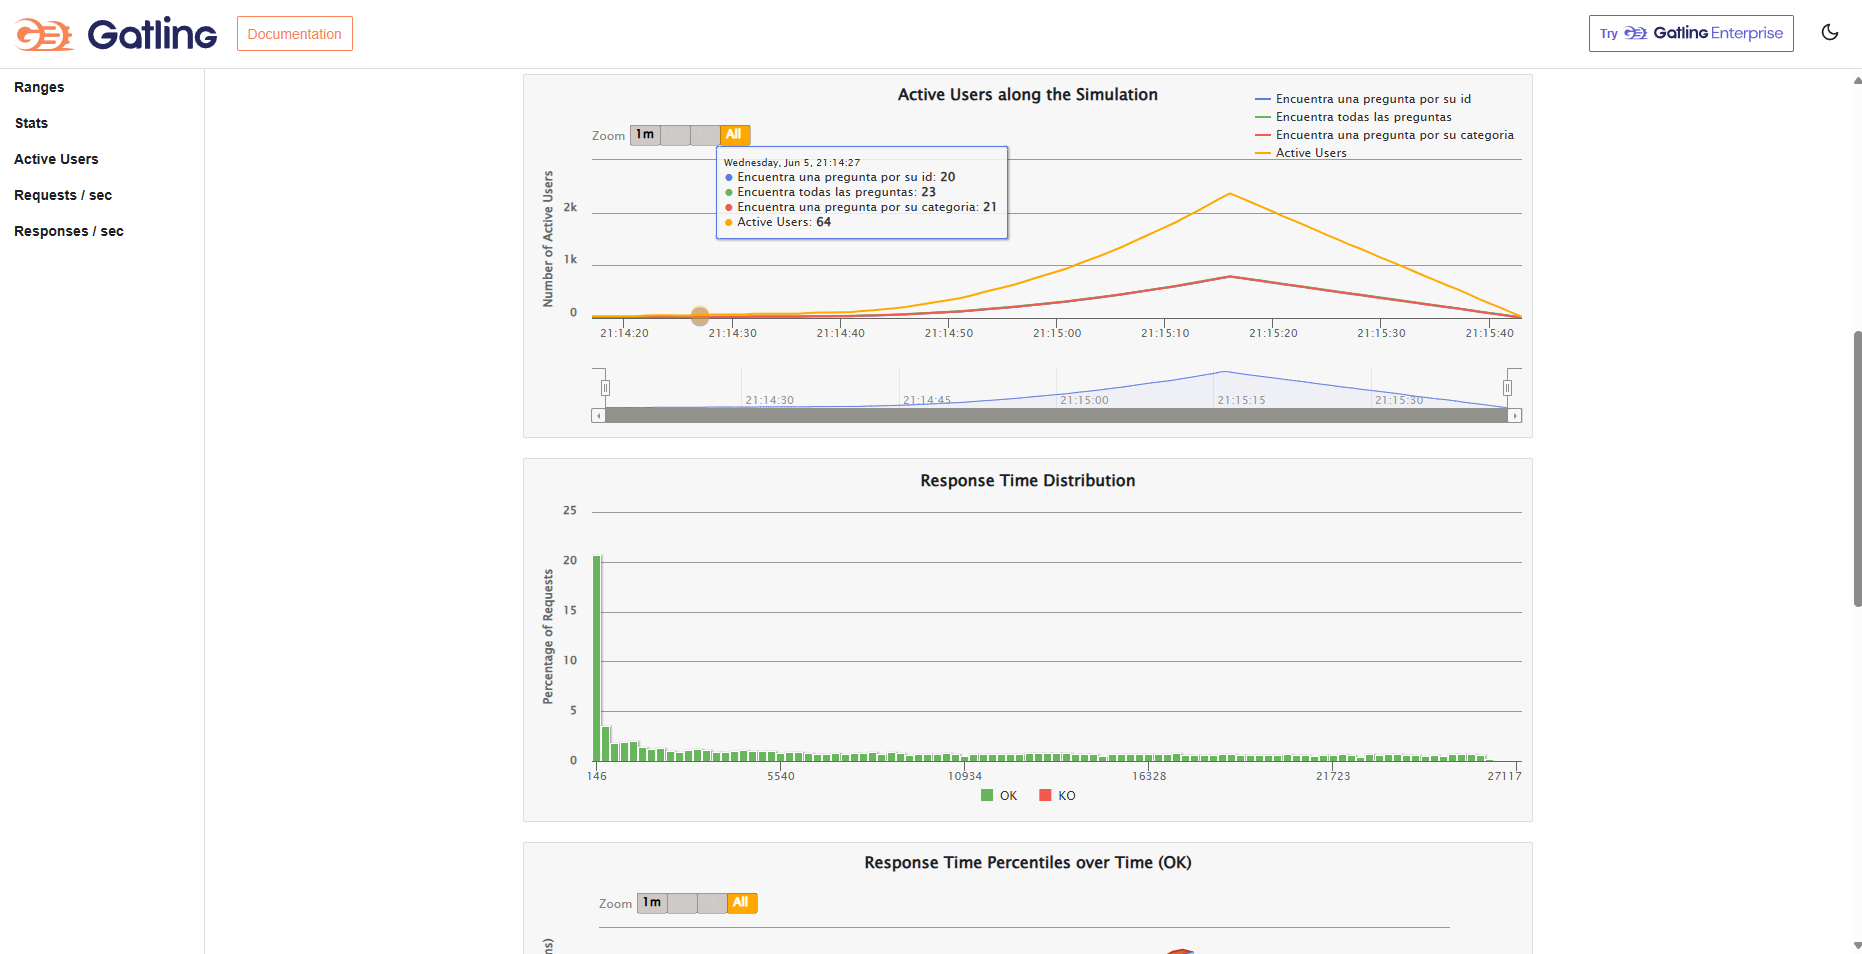 Gatling
Documentation
Try Gatling Enterprise
Ranges
Stats
Active Users
Requests / sec
Responses / sec
Active Users along the Simulation
Encuentra una pregunta por su id
Encuentra todas las preguntas
Encuentra una pregunta por su categoria
Active Users
Zoom 1m All
Wednesday, Jun 5, 21:14:27
Encuentra una pregunta por su id: 20
Encuentra todas las preguntas: 23
Encuentra una pregunta por su categoria: 21
Active Users: 64
Number of Active Users
2k
1k
0
21:14:20 21:14:30 21:14:40 21:14:50 21:15:00 21:15:10 21:15:20 21:15:30 21:15:40
21:14:30 21:14:45 21:15:00 21:15:15 21:15:30
Response Time Distribution
Percentage of Requests
25
20
15
10
5
0
146 5540 10934 16328 21723 27117
OK KO
Response Time Percentiles over Time (OK)
Zoom 1m All